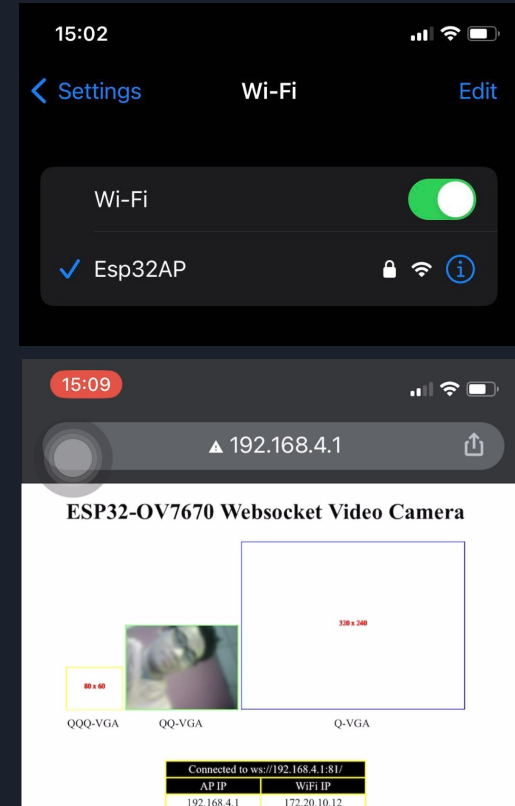 15:02
Settings Wi-Fi Edit
Wi-Fi
Esp32AP
15:09
192.168.4.1
ESP32-OV7670 Websocket Video Camera
320 x 240
80 x 60
QQQ-VGA QQ-VGA Q-VGA
Connected to ws://192.168.4.1:81/
AP IP WiFi IP
192.168.4.1 172.20.10.12